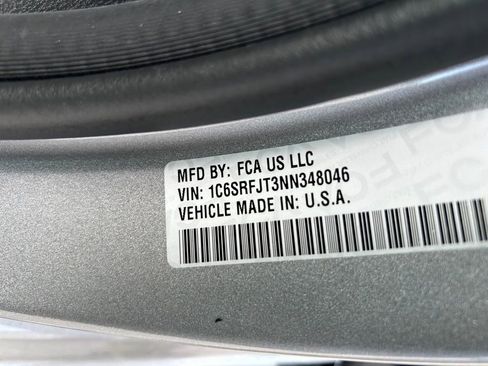 MFD BY: FCA US LLC
VIN: 1C6SRFJT3NN348046
VEHICLE MADE IN: U.S.A.